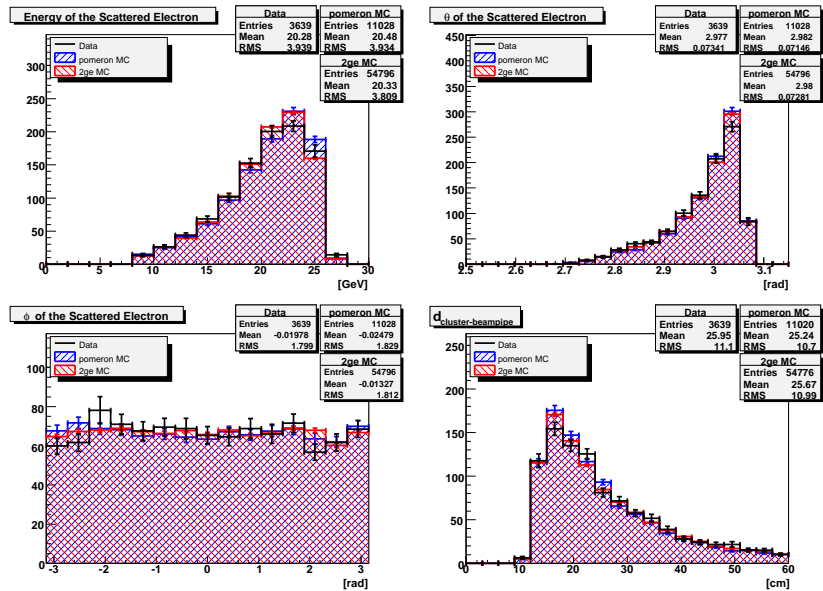 Energy of the Scattered Electron
Data
Entries 3639
Mean 20.28
RMS 3.939
pomeron MC
Entries 11028
Mean 20.48
RMS 3.934
2ge MC
Entries 54796
Mean 20.33
RMS 3.809
Data
pomeron MC
2ge MC
300
250
200
150
100
50
0
0 5 10 15 20 25 30
[GeV]
θ of the Scattered Electron
Data
Entries 3639
Mean 2.977
RMS 0.07341
pomeron MC
Entries 11028
Mean 2.982
RMS 0.07146
2ge MC
Entries 54796
Mean 2.98
RMS 0.07281
Data
pomeron MC
2ge MC
450
400
350
300
250
200
150
100
50
2.5 2.6 2.7 2.8 2.9 3 3.1
[rad]
ϕ of the Scattered Electron
Data
Entries 3639
Mean -0.01978
RMS 1.799
pomeron MC
Entries 11028
Mean -0.02479
RMS 1.829
2ge MC
Entries 54796
Mean -0.01327
RMS 1.812
Data
pomeron MC
2ge MC
100
80
60
40
20
0
-3 -2 -1 0 1 2 3
[rad]
dcluster-beampipe
Data
Entries 3639
Mean 25.95
RMS 11.1
pomeron MC
Entries 11020
Mean 25.24
RMS 10.7
2ge MC
Entries 54776
Mean 25.67
RMS 10.99
Data
pomeron MC
2ge MC
250
200
150
100
50
0
0 10 20 30 40 50 60
[cm]